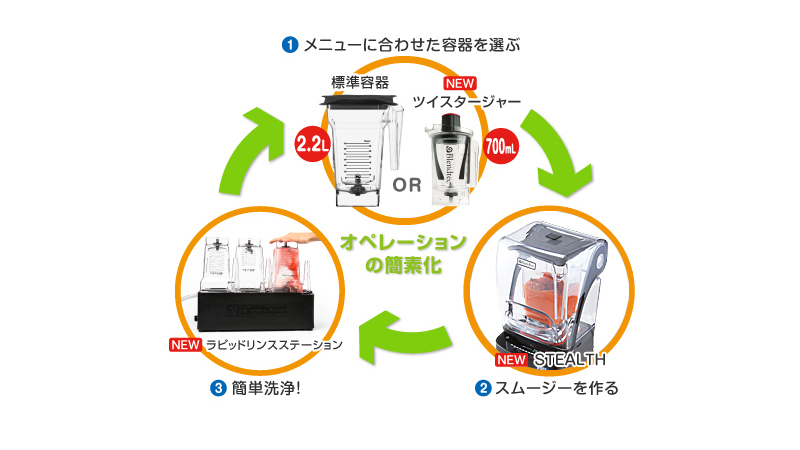 1 メニューに合わせた容器を選ぶ
標準容器
NEW
ツイスタージャー
2.2L
700mL
Blendtec
OR
オペレーション
の簡素化
NEW ラピッドリンスステーション
NEW STEALTH
3 簡単洗浄!
2 スムージーを作る